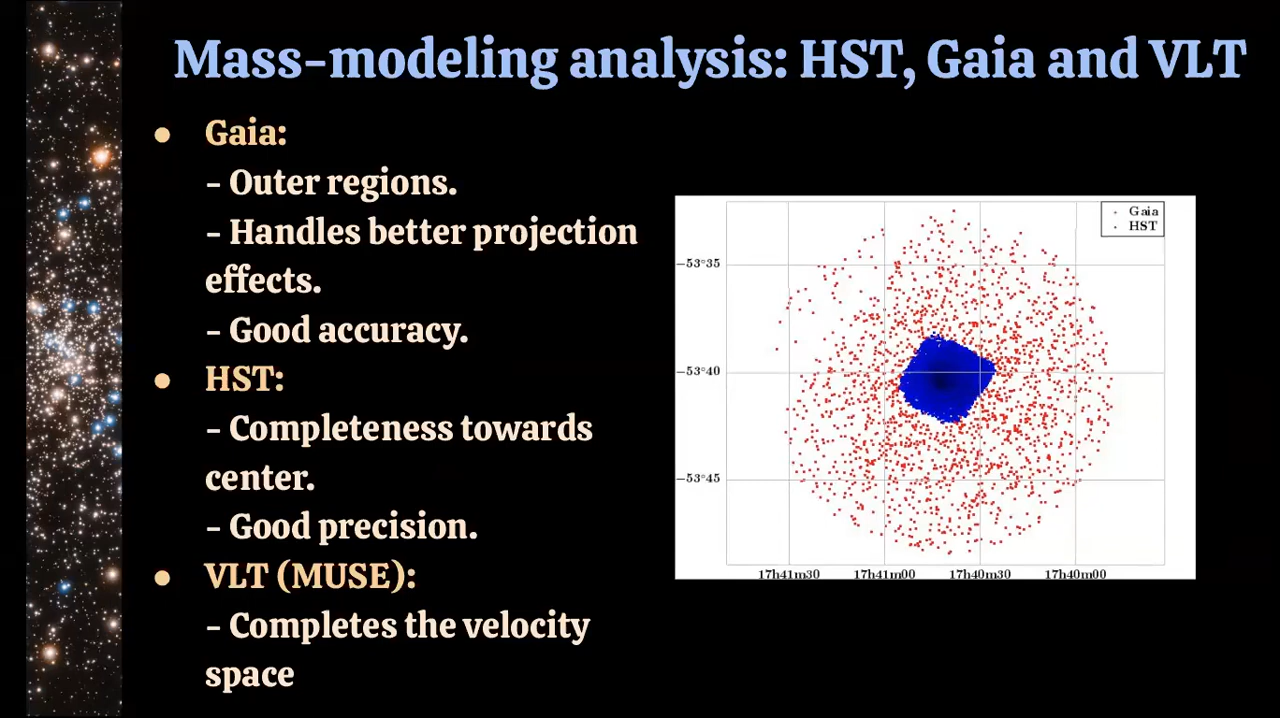 Mass-modeling analysis: HST, Gaia and VLT
● Gaia:
- Outer regions.
- Handles better projection
effects.
- Good accuracy.
● HST:
- Completeness towards
center.
- Good precision.
● VLT (MUSE):
- Completes the velocity
space
Gaia
HST
−53°35
−53°40
−53°45
17h41m30 17h41m00 17h40m30 17h40m00